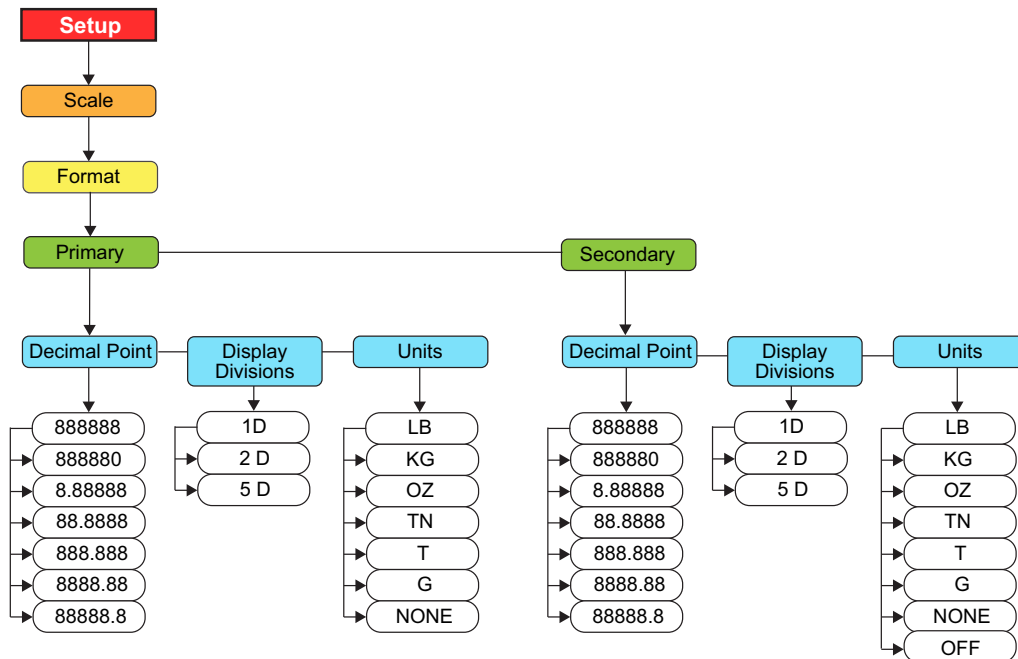 Setup
Scale
Format
Primary
Secondary
Decimal Point
Display
Divisions
Units
Decimal Point
Display
Divisions
Units
888888
888880
8.88888
88.8888
888.888
8888.88
88888.8
1D
2 D
5 D
LB
KG
OZ
TN
T
G
NONE
888888
888880
8.88888
88.8888
888.888
8888.88
88888.8
1D
2 D
5 D
LB
KG
OZ
TN
T
G
NONE
OFF